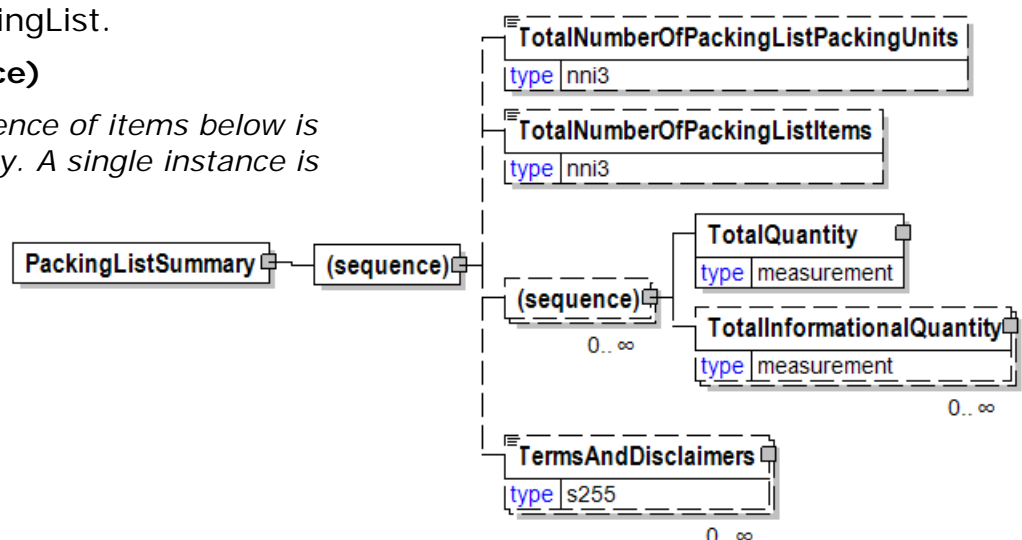 ingList.
ce)
ence of items below is
y. A single instance is
TotalNumberOfPackingListPackingUnits
type nni3
TotalNumberOfPackingListItems
type nni3
PackingListSummary
(sequence)
(sequence)
0.. ∞
TotalQuantity
type measurement
TotalInformationalQuantity
type measurement
0.. ∞
TermsAndDisclaimers
type s255
0.. ∞